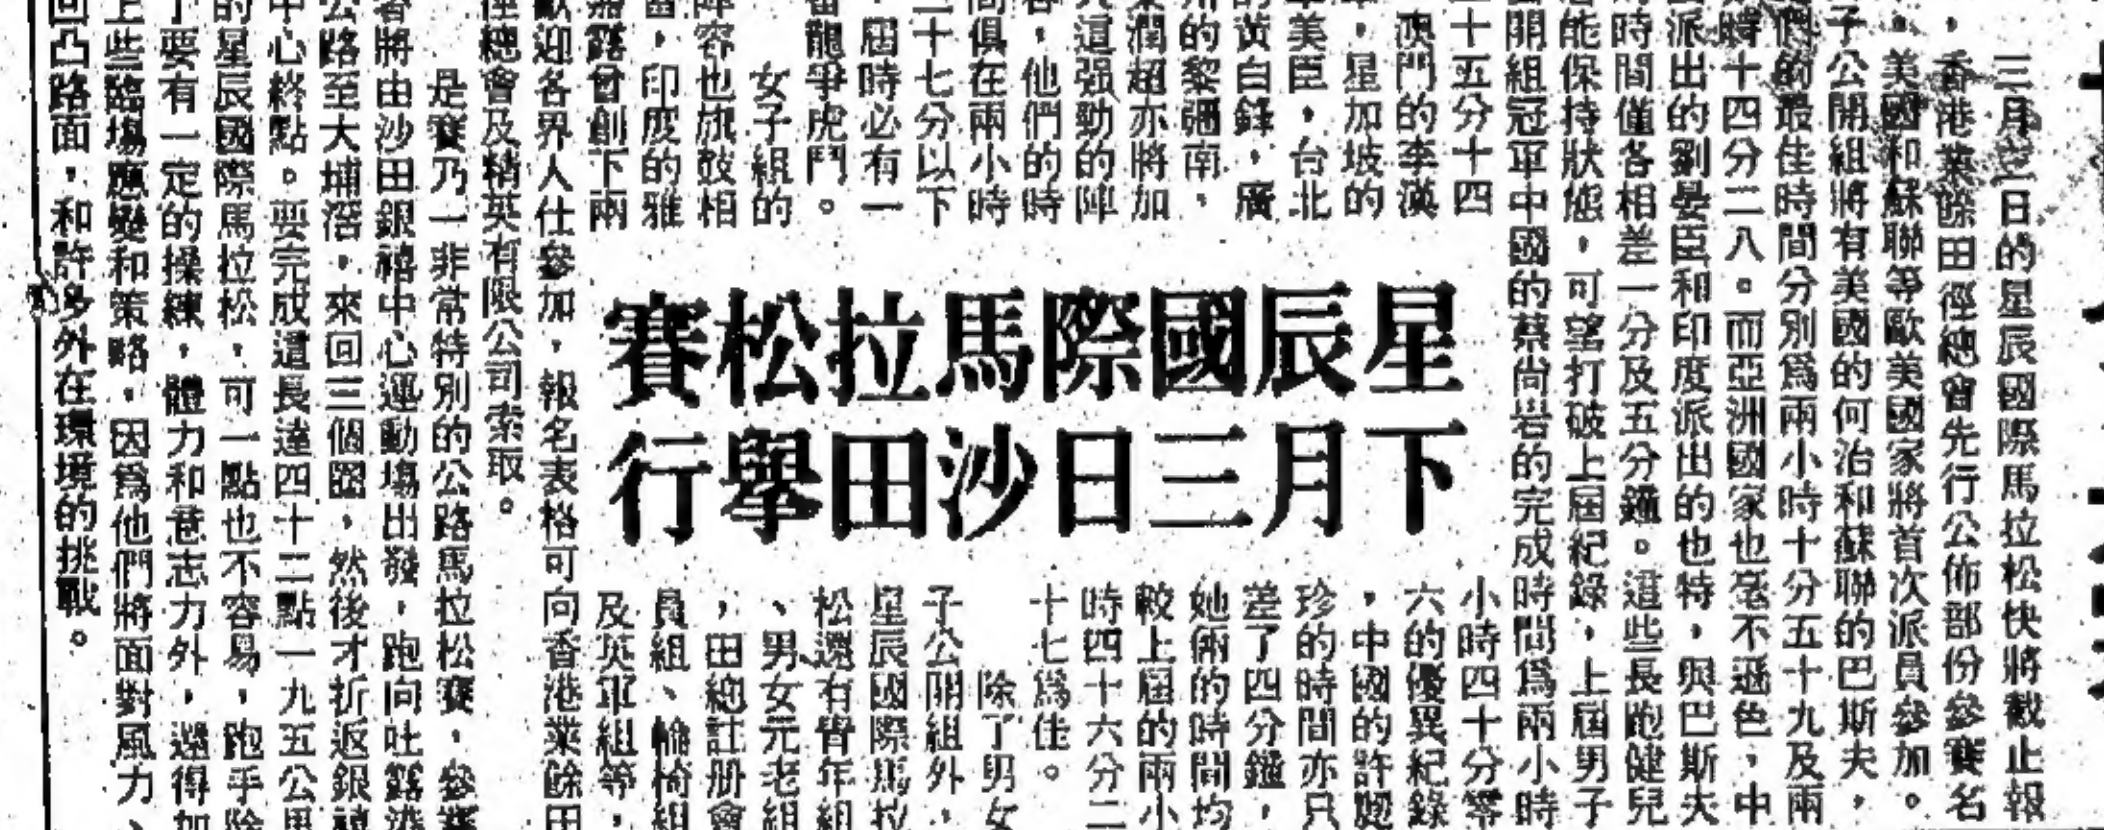 星辰國際馬拉松賽
下月三日沙田舉行
三月三日的星辰國際馬拉松快將截止報
，香港業餘田徑總會先行公佈部份參賽名
，美國和蘇聯等歐美國家將首次派員參加。
子公開組將有美國的何治和蘇聯的巴斯夫，
們的最佳時間分別爲兩小時十分五十九及兩
時十四分二八。而亞洲國家也毫不遜色，中
派出的劉晏臣和印度派出的也特，與巴斯夫
時間僅各相差一分及五分鐘。這些長跑健兒
能保持狀態，可望打破上屆紀錄，上屆男子
開組冠軍中國的蔡尚岩的完成時間爲兩小時
十五分十四
澳門的李漢
，星加坡的
美臣，台北
的黃白鋒，廣
的黎彌南，
潤超亦將加
這强勁的陣
，他們的時
間俱在兩小時
二十七分以下
，屆時必有一
番龍爭虎鬥。
女子組的
陣容也旗鼓相
當，印度的雅
露曾創下兩
小時四十分零
六的優異紀錄
，中國的許勰
珍的時間亦只
差了四分鐘，
她倆的時間均
較上屆的兩小
時四十六分二
十七爲佳。
除了男女
子公開組外，
星辰國際馬拉
松還有青年組
、男女元老組
，田總註册會
員組、輪椅組
及英軍組等，
歡迎各界人仕參加，報名表格可向香港業餘田
徑總會及精英有限公司索取。
是賽乃一非常特別的公路馬拉松賽，參賽
者將由沙田銀禧中心運動場出發，跑向吐露港
公路至大埔滘，來回三個圈，然後才折返銀禧
中心終點。要完成這長達四十二點一九五公里
的星辰國際馬拉松，可一點也不容易，跑手除
了要有一定的操練，體力和意志力外，還得加
上些臨場應變和策略，因爲他們將面對風力、
回凸路面，和許多外在環境的挑戰。